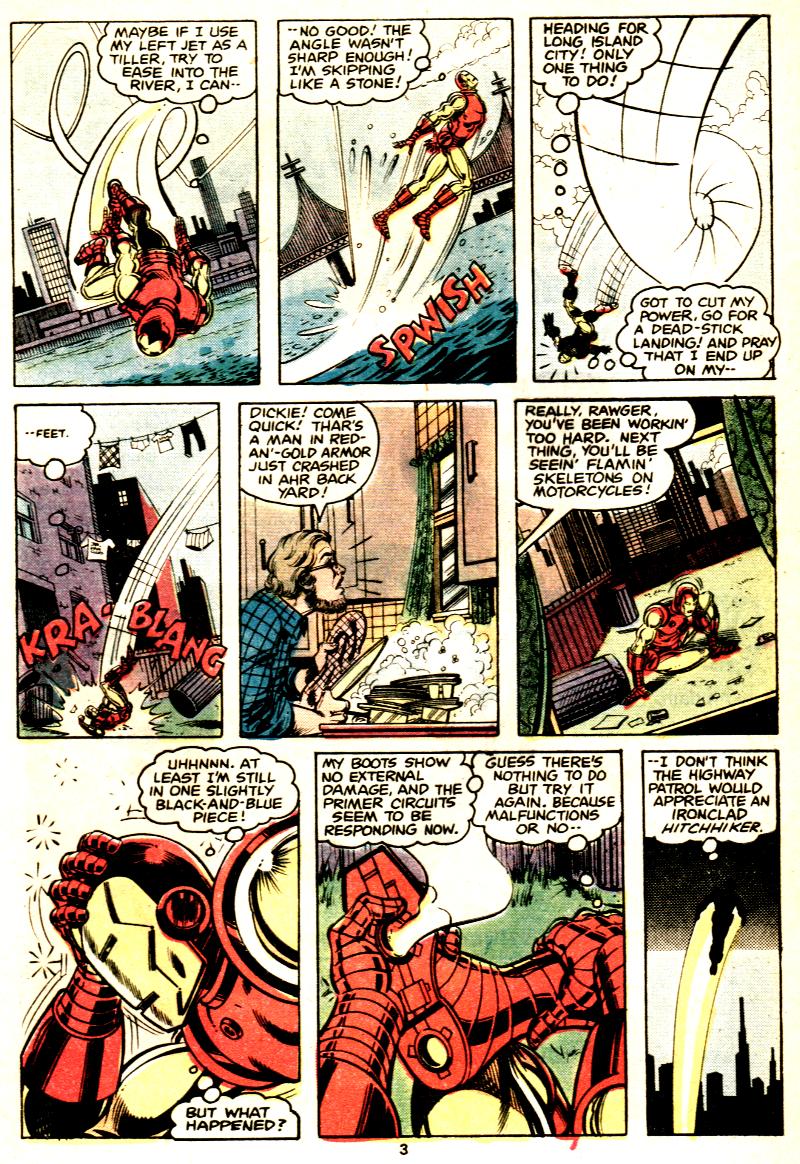 MAYBE IF I USE
MY LEFT JET AS A
TILLER, TRY TO
EASE INTO THE
RIVER, I CAN--
--NO GOOD! THE
ANGLE WASN'T
SHARP ENOUGH!
I'M SKIPPING
LIKE A STONE!
SPWISH
HEADING FOR
LONG ISLAND
CITY! ONLY
ONE THING
TO DO!
GOT TO CUT MY
POWER, GO FOR
A DEAD-STICK
LANDING! AND PRAY
THAT I END UP
ON MY--
--FEET.
KRA-BLANG
DICKIE! COME
QUICK! THAR'S
A MAN IN RED-
AN'-GOLD ARMOR
JUST CRASHED
IN AHR BACK
YARD!
REALLY, RAWGER,
YOU'VE BEEN WORKIN'
TOO HARD. NEXT
THING, YOU'LL BE
SEEIN' FLAMIN'
SKELETONS ON
MOTORCYCLES!
UHHNNN. AT
LEAST I'M STILL
IN ONE SLIGHTLY
BLACK-AND-BLUE
PIECE!
BUT WHAT
HAPPENED?
MY BOOTS SHOW
NO EXTERNAL
DAMAGE, AND THE
PRIMER CIRCUITS
SEEM TO BE
RESPONDING NOW.
GUESS THERE'S
NOTHING TO DO
BUT TRY IT
AGAIN. BECAUSE
MALFUNCTIONS
OR NO--
--I DON'T THINK
THE HIGHWAY
PATROL WOULD
APPRECIATE AN
IRONCLAD
HITCHHIKER.
3